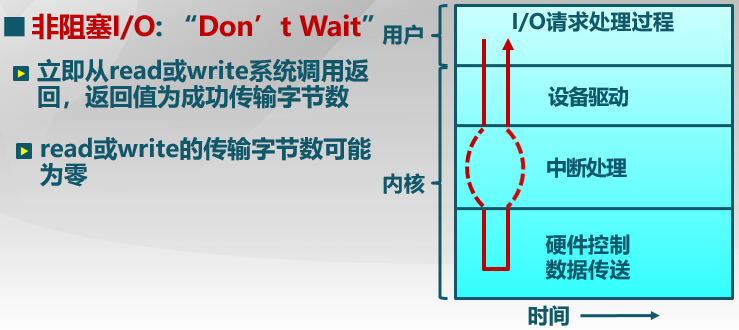 非阻塞I/O:“Don’t Wait”
立即从read或write系统调用返
回，返回值为成功传输字节数
read或write的传输字节数可能
为零
用户
内核
I/O请求处理过程
设备驱动
中断处理
硬件控制
数据传送
时间